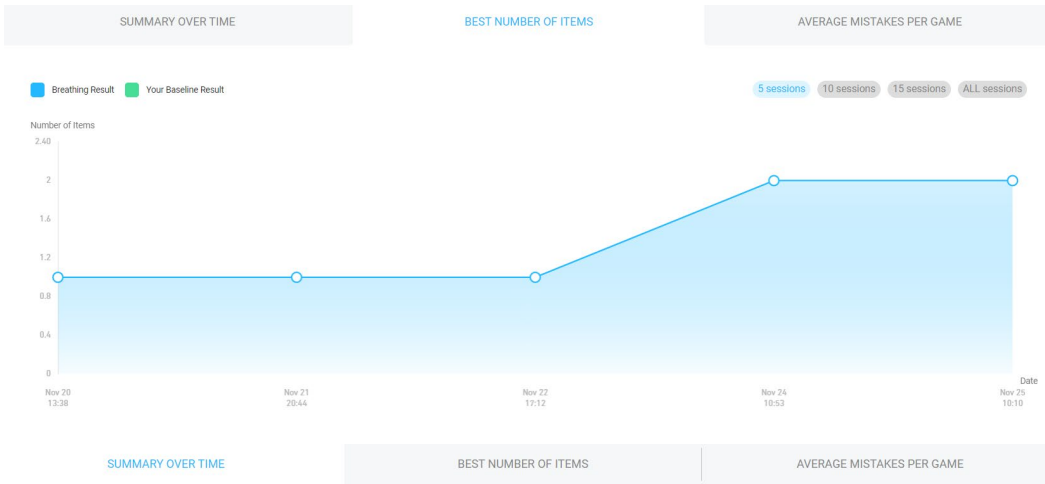 SUMMARY OVER TIME BEST NUMBER OF ITEMS AVERAGE MISTAKES PER GAME
Breathing Result Your Baseline Result 5 sessions 10 sessions 15 sessions ALL sessions
Number of Items
2.40
2
1.6
1.2
0.8
0.4
0
Date
Nov 20 Nov 21 Nov 22 Nov 24 Nov 25
13:38 20:44 17:12 10:53 10:10
SUMMARY OVER TIME BEST NUMBER OF ITEMS AVERAGE MISTAKES PER GAME